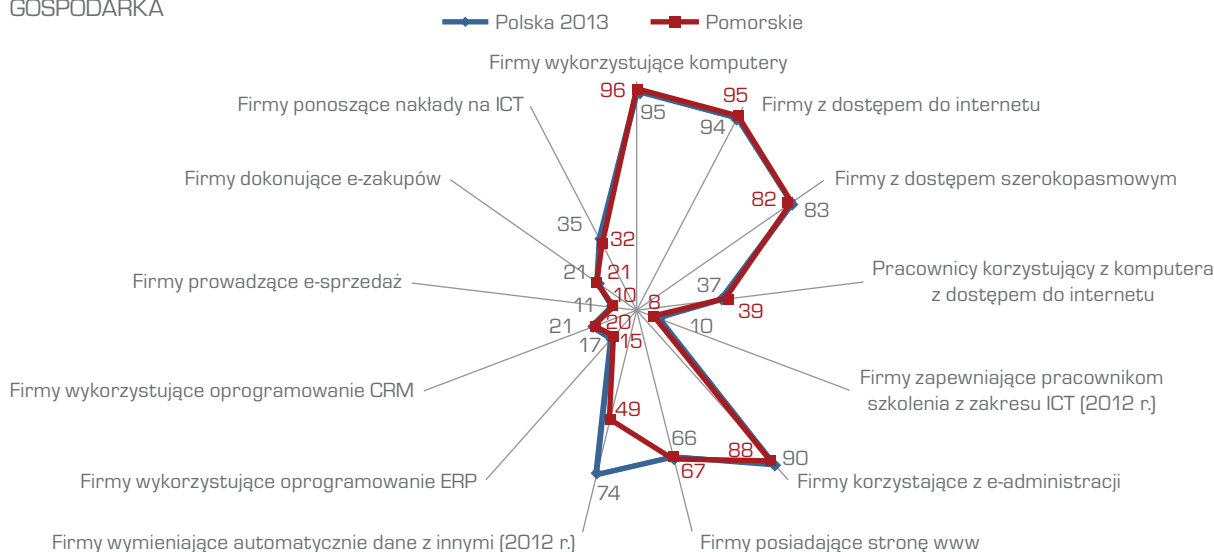 GOSPODARKA
Polska 2013
Pomorskie
Firmy wykorzystujące komputery
96
95
Firmy ponoszące nakłady na ICT
95
94
Firmy z dostępem do internetu
Firmy dokonujące e-zakupów
82
83
Firmy z dostępem szerokopasmowym
35
32
Firmy prowadzące e-sprzedaż
21
21
37
39
Pracownicy korzystujący z komputera
z dostępem do internetu
11
10
8
10
21
20
17
15
Firmy wykorzystujące oprogramowanie CRM
Firmy zapewniające pracownikom
szkolenia z zakresu ICT (2012 r.)
49
66
67
88
90
Firmy wykorzystujące oprogramowanie ERP
74
Firmy korzystające z e-administracji
Firmy wymieniające automatycznie dane z innymi (2012 r.)
Firmy posiadające stronę www